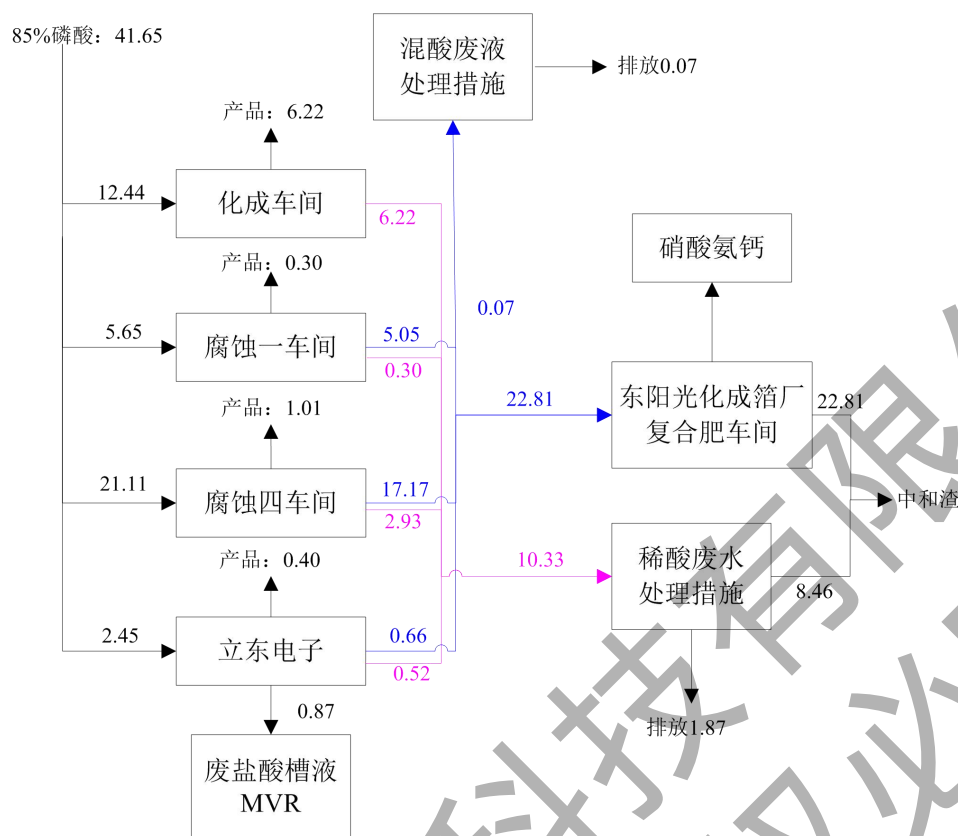 85%磷酸：41.65
混酸废液
处理措施
排放0.07
产品：6.22
12.44
化成车间
6.22
硝酸氨钙
产品：0.30
0.07
5.65
腐蚀一车间
5.05
0.30
东阳光化成箔厂
复合肥车间
22.81
22.81
产品：1.01
21.11
腐蚀四车间
17.17
2.93
中和渣
产品：0.40
10.33
稀酸废水
处理措施
8.46
2.45
立东电子
0.66
0.52
0.87
排放1.87
废盐酸槽液
MVR
科技有限
权必